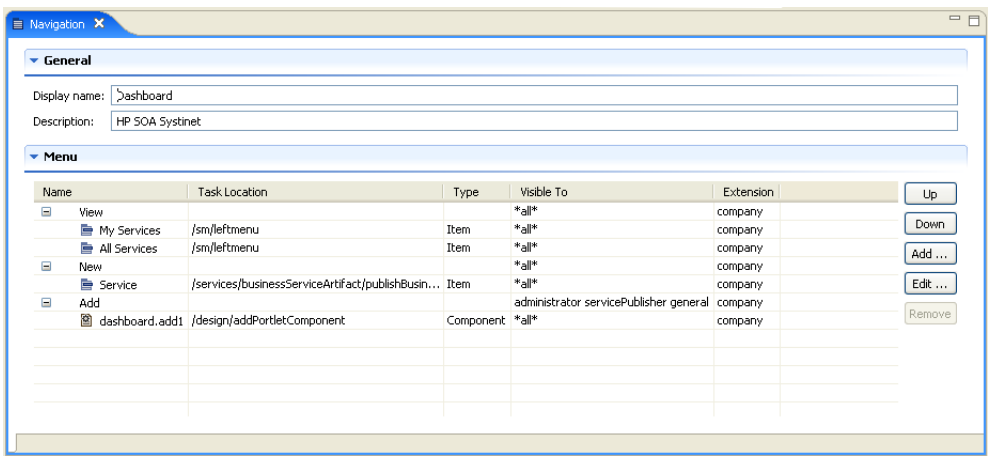 Navigation
General
Display name: Dashboard
Description: HP SOA Systinet
Menu
Name Task Location Type Visible To Extension
View *all* company
My Services /sm/leftmenu Item *all* company
All Services /sm/leftmenu Item *all* company
New *all* company
Service /services/businessServiceArtifact/publishBusin... Item *all* company
Add administrator servicePublisher general company
dashboard.add1 /design/addPortletComponent Component *all* company
Up
Down
Add ...
Edit ...
Remove